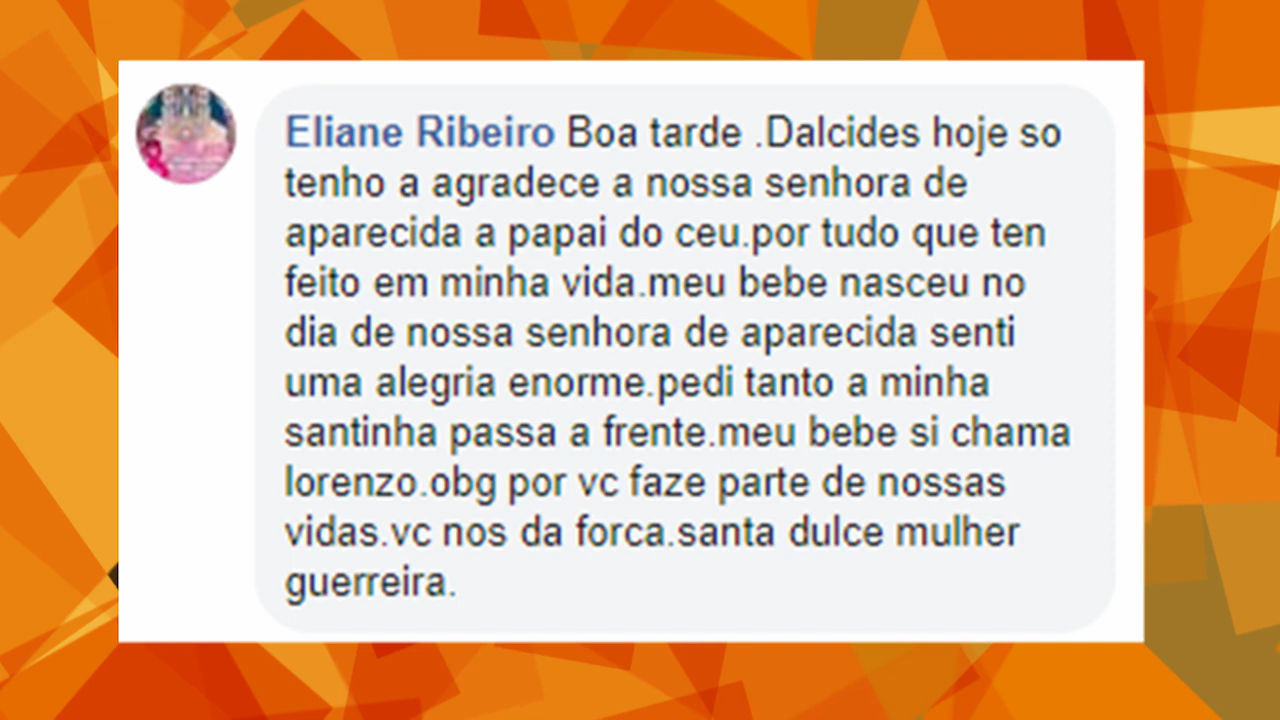 Eliane Ribeiro Boa tarde .Dalcides hoje so
tenho a agradece a nossa senhora de
aparecida a papai do ceu.por tudo que ten
feito em minha vida.meu bebe nasceu no
dia de nossa senhora de aparecida senti
uma alegria enorme.pedi tanto a minha
santinha passa a frente.meu bebe si chama
lorenzo.obg por vc faze parte de nossas
vidas.vc nos da forca.santa dulce mulher
guerreira.